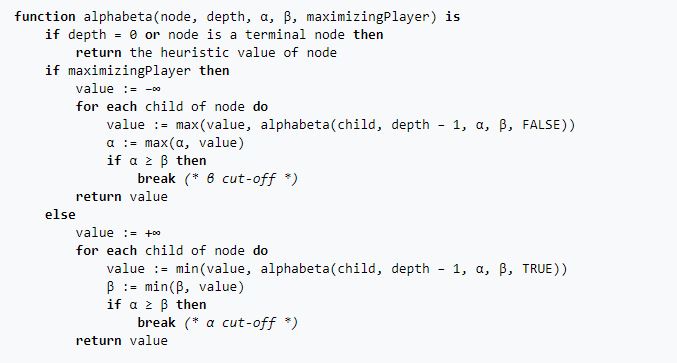 function alphabeta(node, depth, α, β, maximizingPlayer) is
if depth = 0 or node is a terminal node then
return the heuristic value of node
if maximizingPlayer then
value := −∞
for each child of node do
value := max(value, alphabeta(child, depth − 1, α, β, FALSE))
α := max(α, value)
if α ≥ β then
break (* β cut-off *)
return value
else
value := +∞
for each child of node do
value := min(value, alphabeta(child, depth − 1, α, β, TRUE))
β := min(β, value)
if α ≥ β then
break (* α cut-off *)
return value